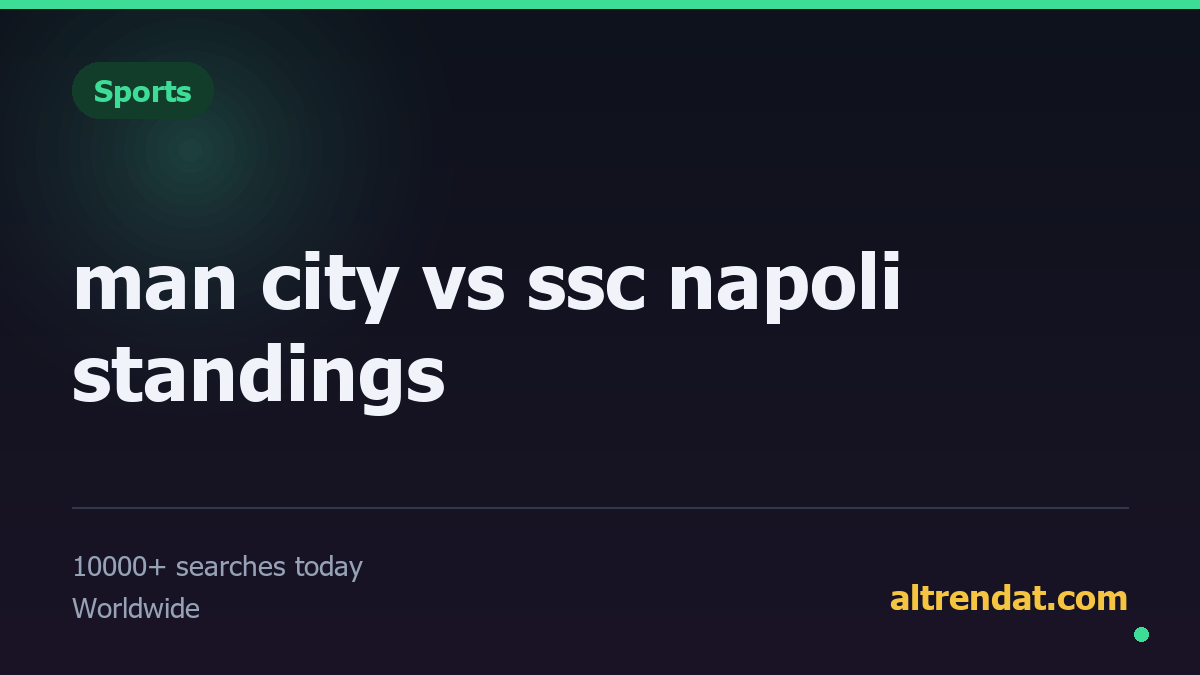 Sports
man city vs ssc napoli
standings
10000+ searches today
Worldwide
altrendat.com